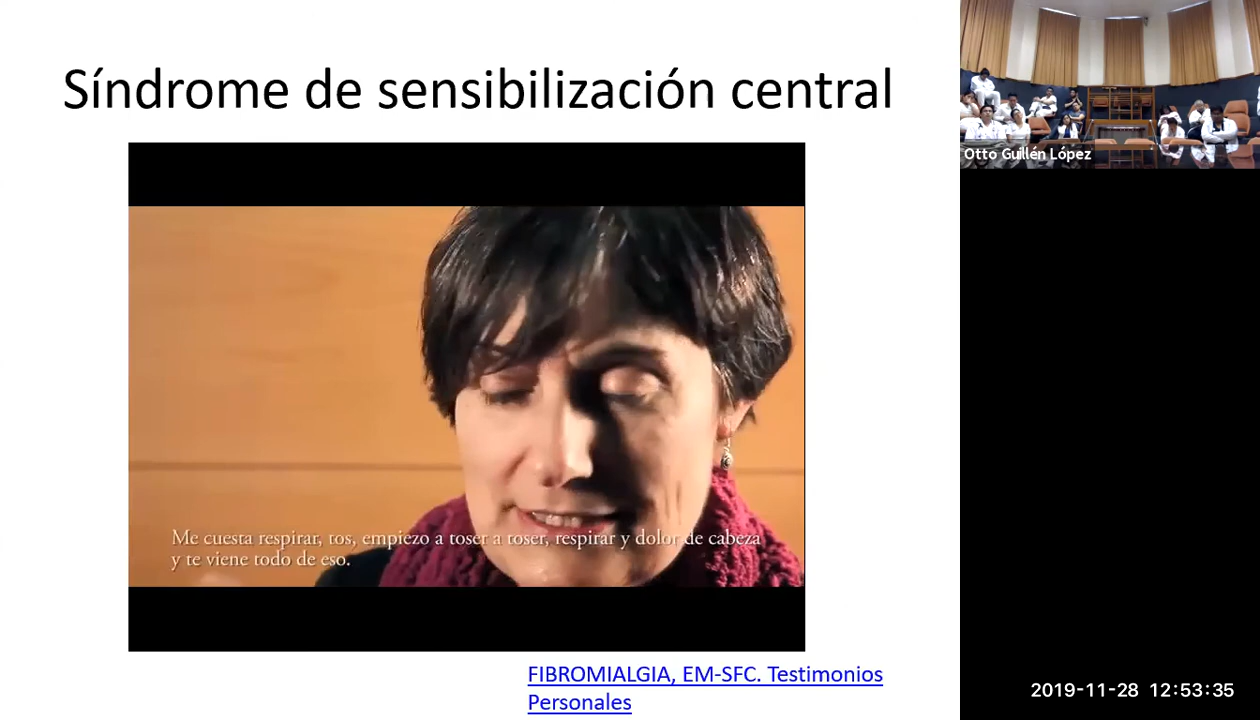 Síndrome de sensibilización central
Otto Guillén López
Me cuesta respirar, tos, empiezo a toser a toser, respirar y dolor de cabeza
y te viene todo de eso.
FIBROMIALGIA, EM-SFC. Testimonios
Personales
2019-11-28 12:53:35